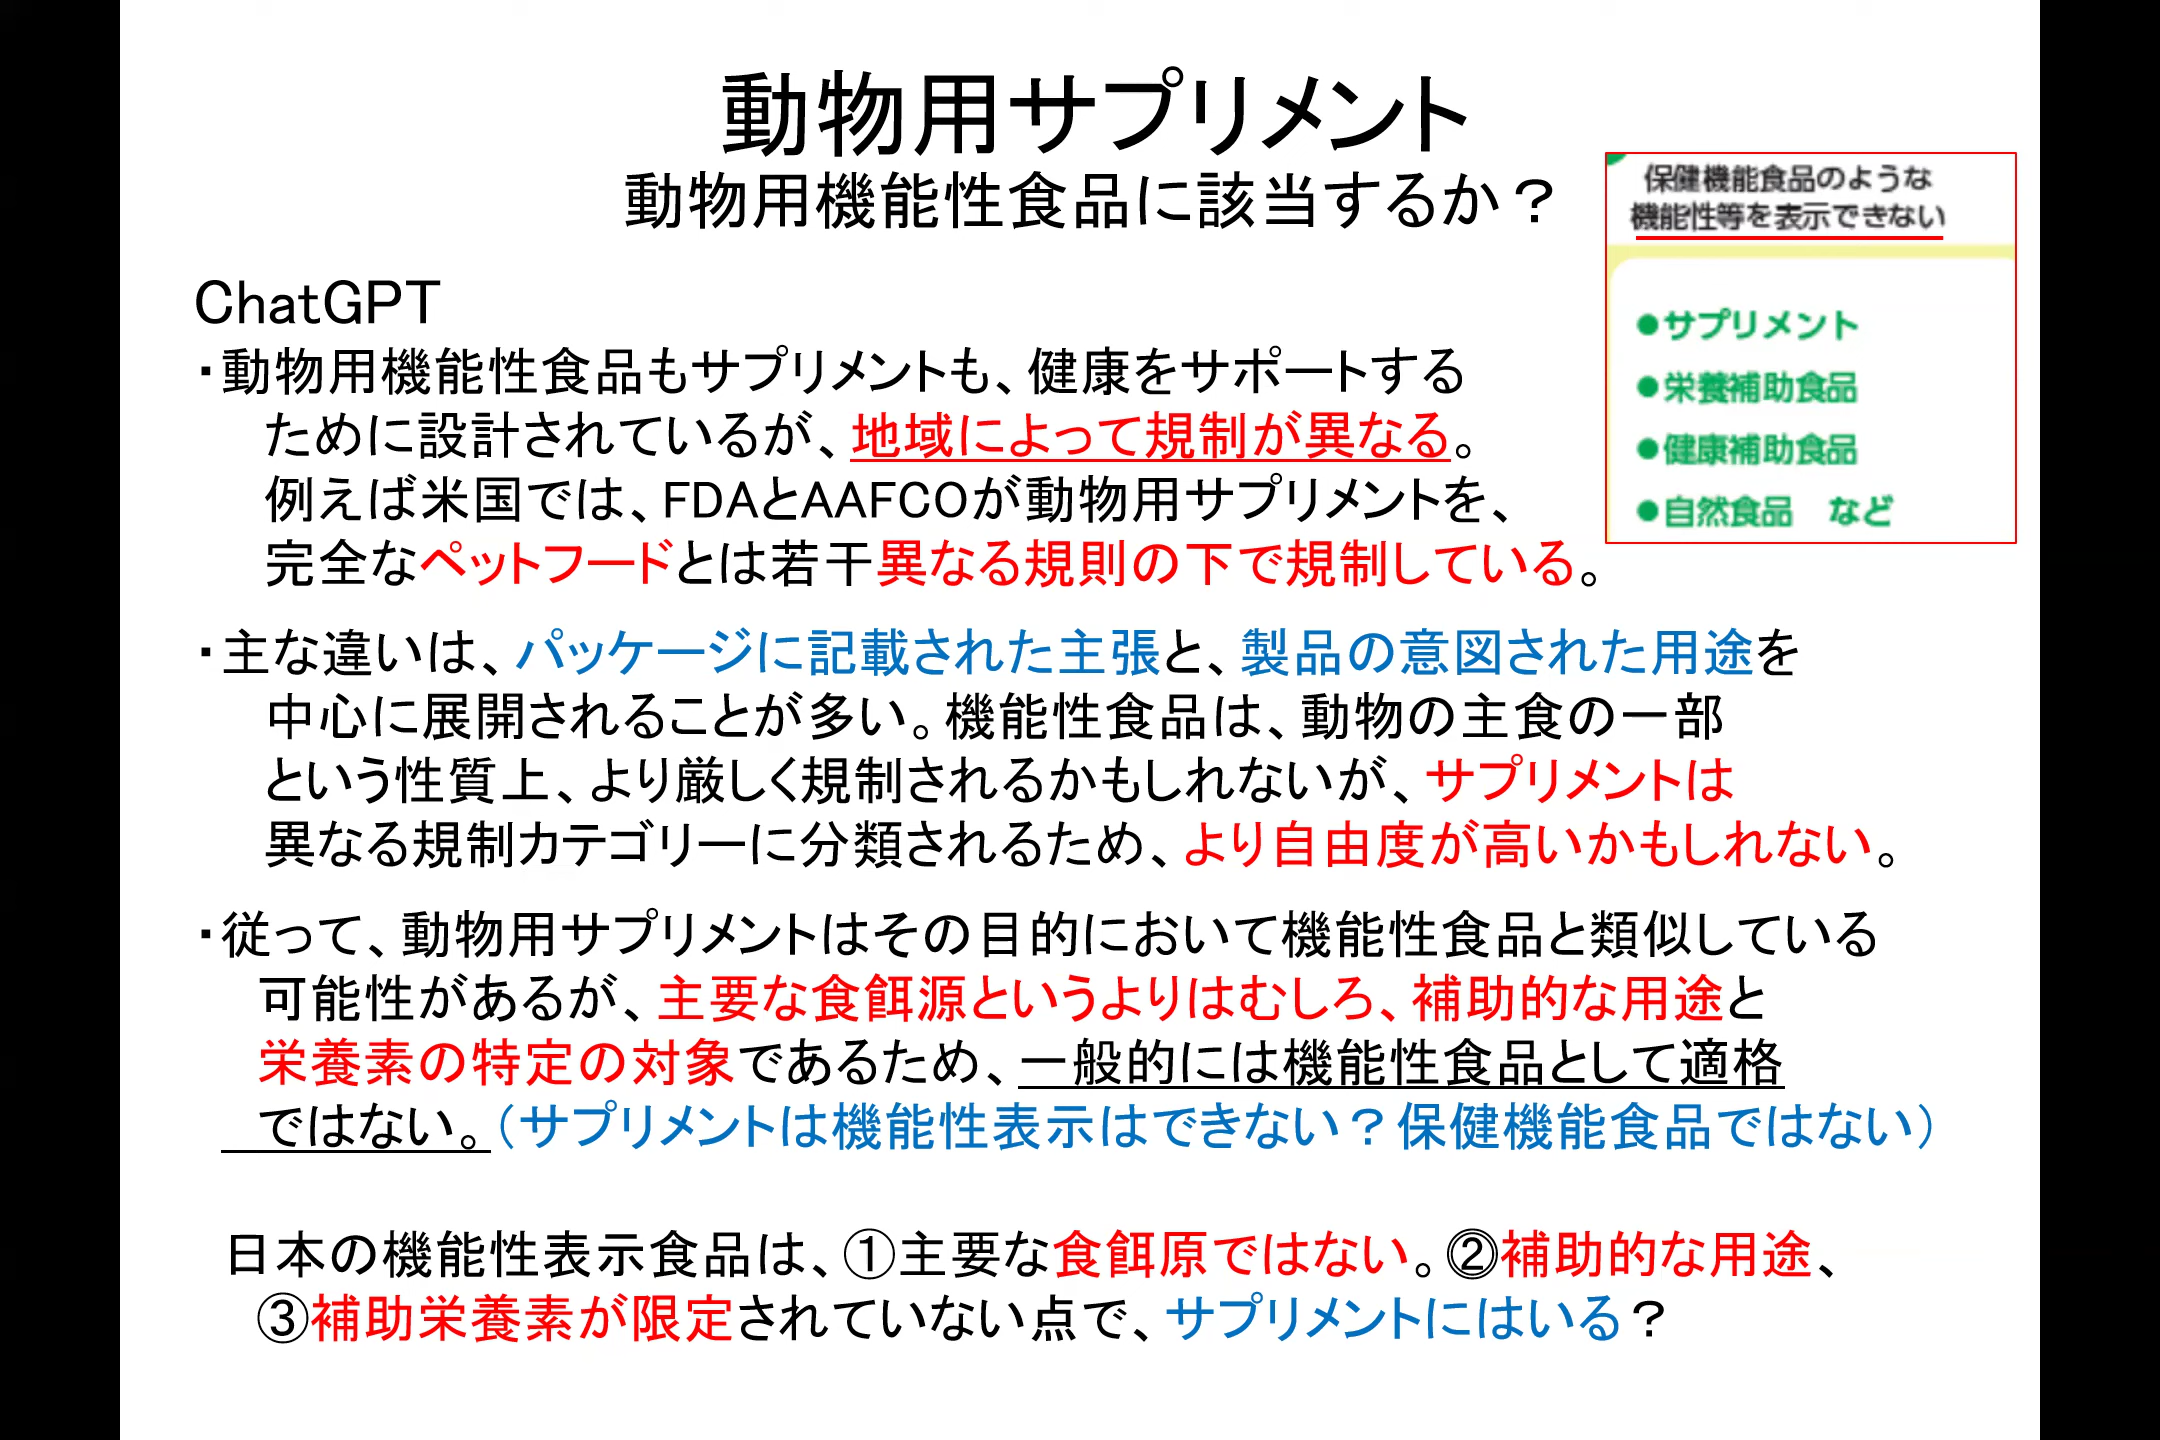 動物用サプリメント
動物用機能性食品に該当するか？
保健機能食品のような
機能性等を表示できない
●サプリメント
●栄養補助食品
●健康補助食品
●自然食品　など
ChatGPT
・動物用機能性食品もサプリメントも、健康をサポートする
ために設計されているが、地域によって規制が異なる。
例えば米国では、FDAとAAFCOが動物用サプリメントを、
完全なペットフードとは若干異なる規則の下で規制している。
・主な違いは、パッケージに記載された主張と、製品の意図された用途を
中心に展開されることが多い。機能性食品は、動物の主食の一部
という性質上、より厳しく規制されるかもしれないが、サプリメントは
異なる規制カテゴリーに分類されるため、より自由度が高いかもしれない。
・従って、動物用サプリメントはその目的において機能性食品と類似している
可能性があるが、主要な食餌源というよりはむしろ、補助的な用途と
栄養素の特定の対象であるため、一般的には機能性食品として適格
ではない。（サプリメントは機能性表示はできない？保健機能食品ではない）
日本の機能性表示食品は、①主要な食餌原ではない。②補助的な用途、
③補助栄養素が限定されていない点で、サプリメントにはいる？